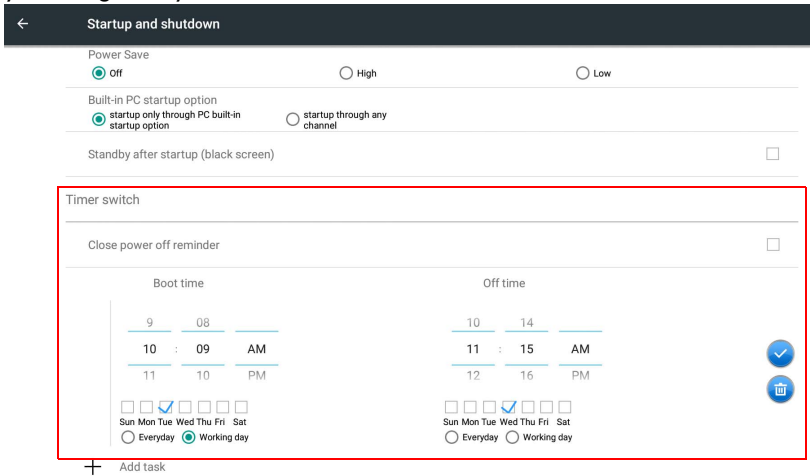 Startup and shutdown
Power Save
Off High Low
Built-in PC startup option
startup only through PC built-in startup option
startup through any channel
Standby after startup (black screen)
Timer switch
Close power off reminder
Boot time Off time
9 08 10 14
10 : 09 AM 11 : 15 AM
11 10 PM 12 16 PM
Sun Mon Tue Wed Thu Fri Sat Sun Mon Tue Wed Thu Fri Sat
Everyday Working day Everyday Working day
Add task